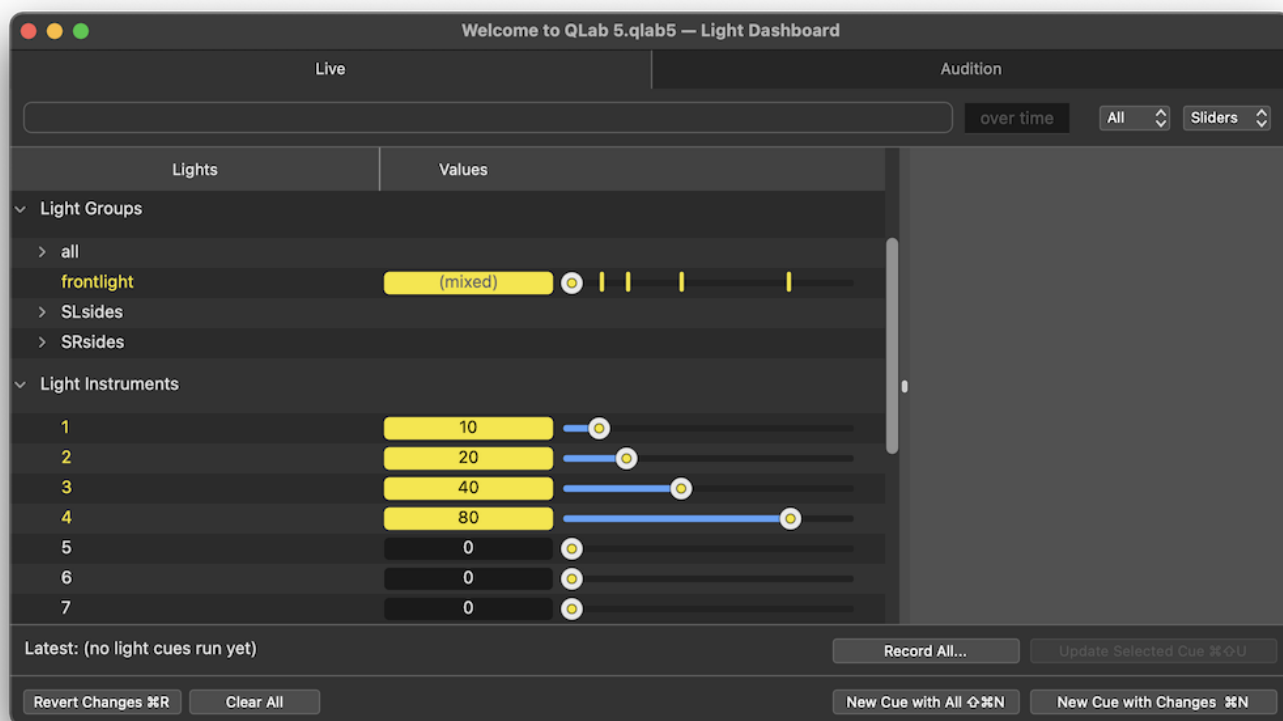 Welcome to QLab 5.qlab5 — Light Dashboard
Live Audition
over time All Sliders
Lights Values
Light Groups
all
frontlight (mixed)
SLsides
SRsides
Light Instruments
1 10
2 20
3 40
4 80
5 0
6 0
7 0
Latest: (no light cues run yet) Record All... Update Selected Cue ⌘⇧U
Revert Changes ⌘R Clear All New Cue with All ⇧⌘N New Cue with Changes ⌘N